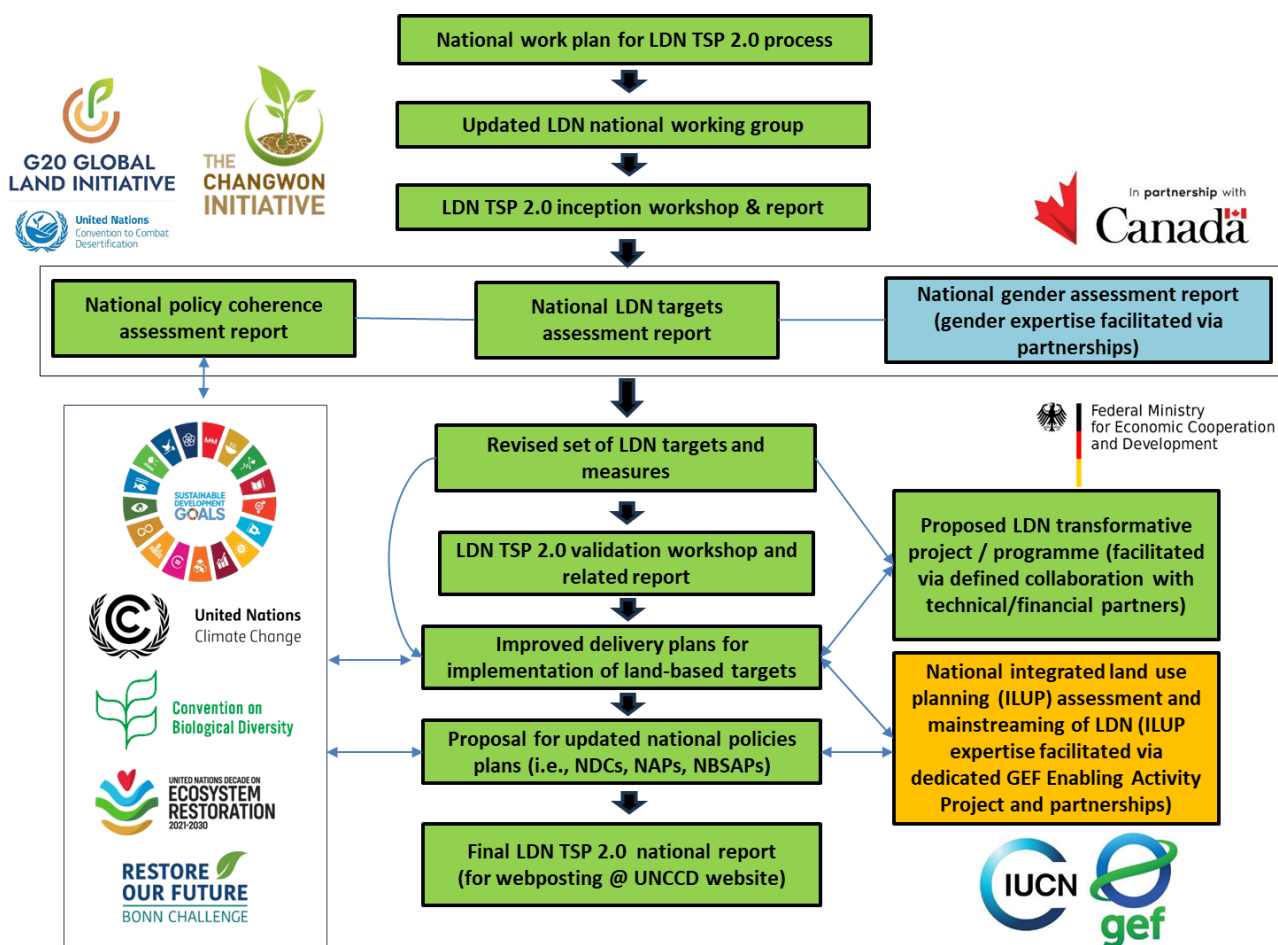 National work plan for LDN TSP 2.0 process
Updated LDN national working group
LDN TSP 2.0 inception workshop & report
G20 GLOBAL
LAND INITIATIVE
United Nations
Convention to Combat
Desertification
THE
CHANGWON
INITIATIVE
In partnership with
Canada
National policy coherence
assessment report
National LDN targets
assessment report
National gender assessment report
(gender expertise facilitated via
partnerships)
SUSTAINABLE
DEVELOPMENT
GOALS
United Nations
Climate Change
Convention on
Biological Diversity
UNITED NATIONS DECADE ON
ECOSYSTEM
RESTORATION
2021-2030
RESTORE
OUR FUTURE
BONN CHALLENGE
Revised set of LDN targets and
measures
LDN TSP 2.0 validation workshop and
related report
Improved delivery plans for
implementation of land-based targets
Proposal for updated national policies
plans (i.e., NDCs, NAPs, NBSAPs)
Final LDN TSP 2.0 national report
(for webposting @ UNCCD website)
Federal Ministry
for Economic Cooperation
and Development
Proposed LDN transformative
project / programme (facilitated
via defined collaboration with
technical/financial partners)
National integrated land use
planning (ILUP) assessment and
mainstreaming of LDN (ILUP
expertise facilitated via
dedicated GEF Enabling Activity
Project and partnerships)
IUCN
gef